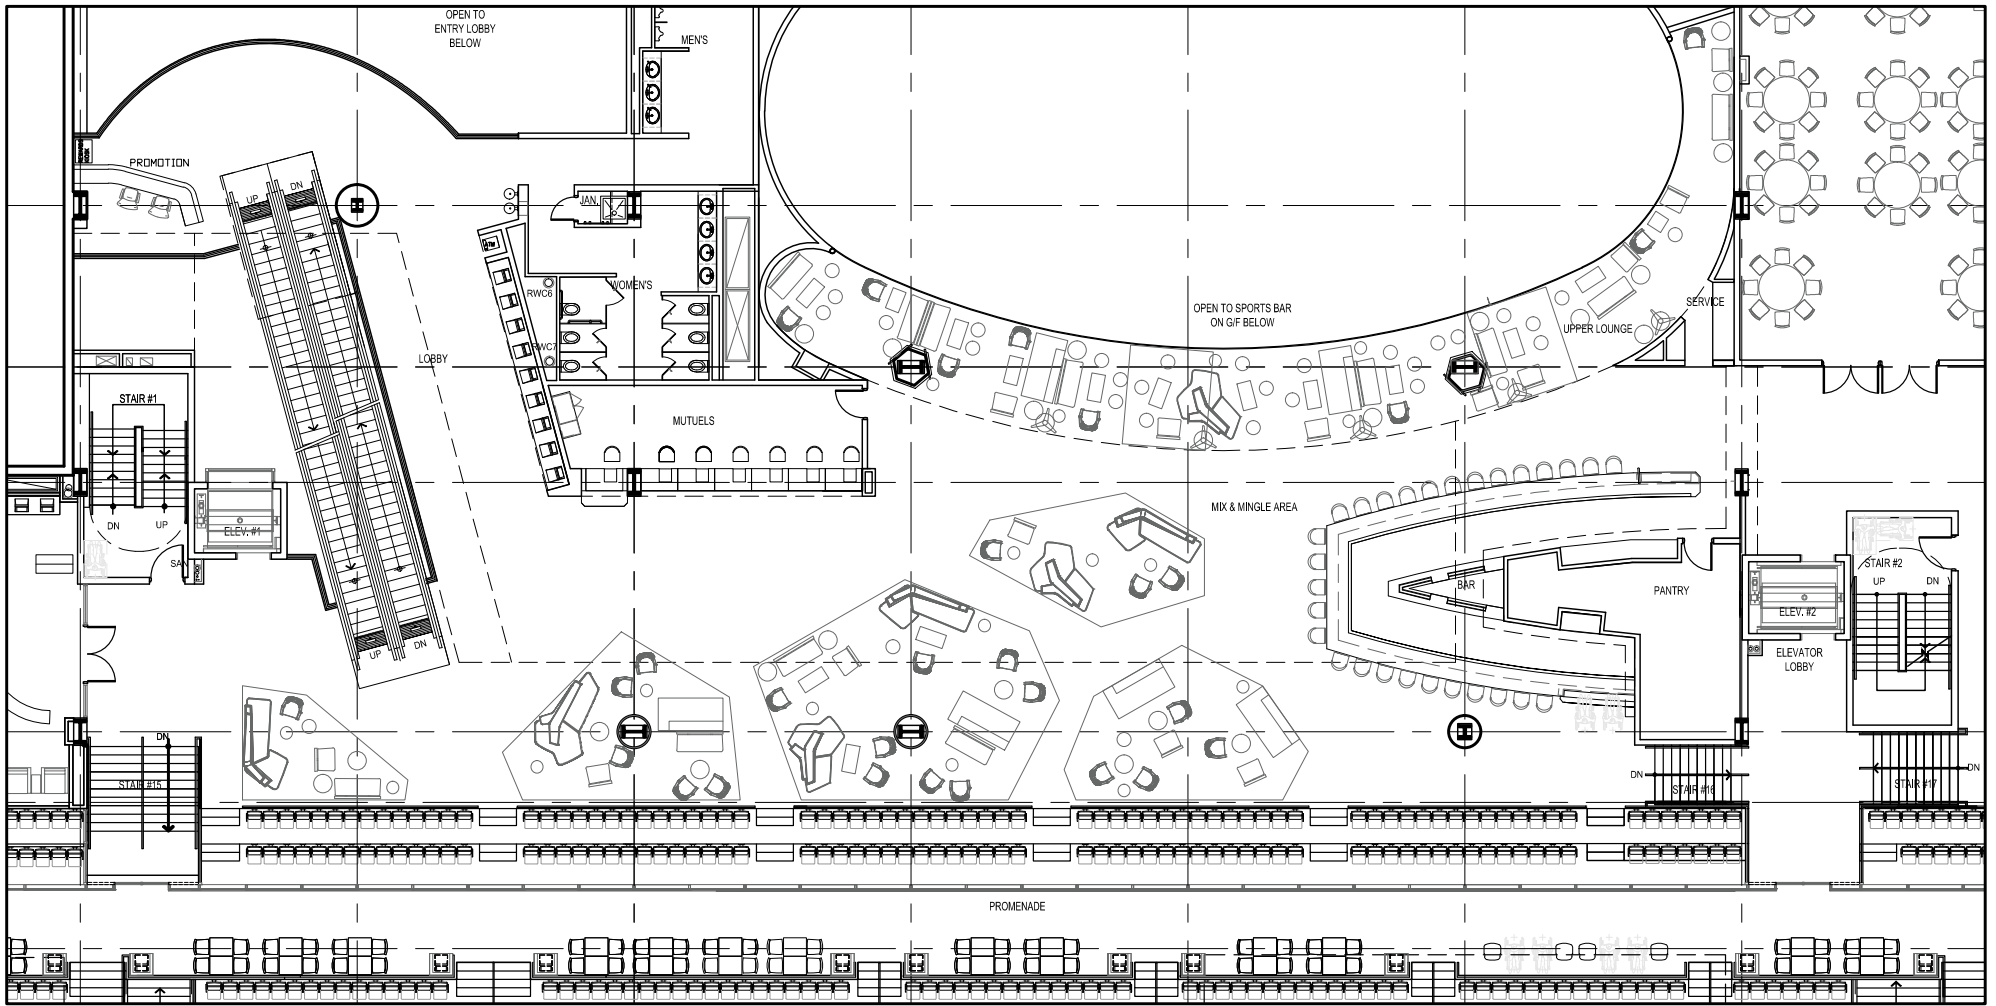 OPEN TO
ENTRY LOBBY
BELOW
MEN'S
PROMOTION
UP
DN
JAN.
RWC6
WOMEN'S
OPEN TO SPORTS BAR
ON G/F BELOW
SERVICE
UPPER LOUNGE
RWC7
LOBBY
STAIR #1
MUTUELS
MIX & MINGLE AREA
DN
UP
ELEV. #1
SAN
STAIR #2
UP
DN
BAR
PANTRY
ELEV. #2
UP
DN
ELEVATOR
LOBBY
DN
STAIR #15
DN
STAIR #16
DN
STAIR #17
PROMENADE